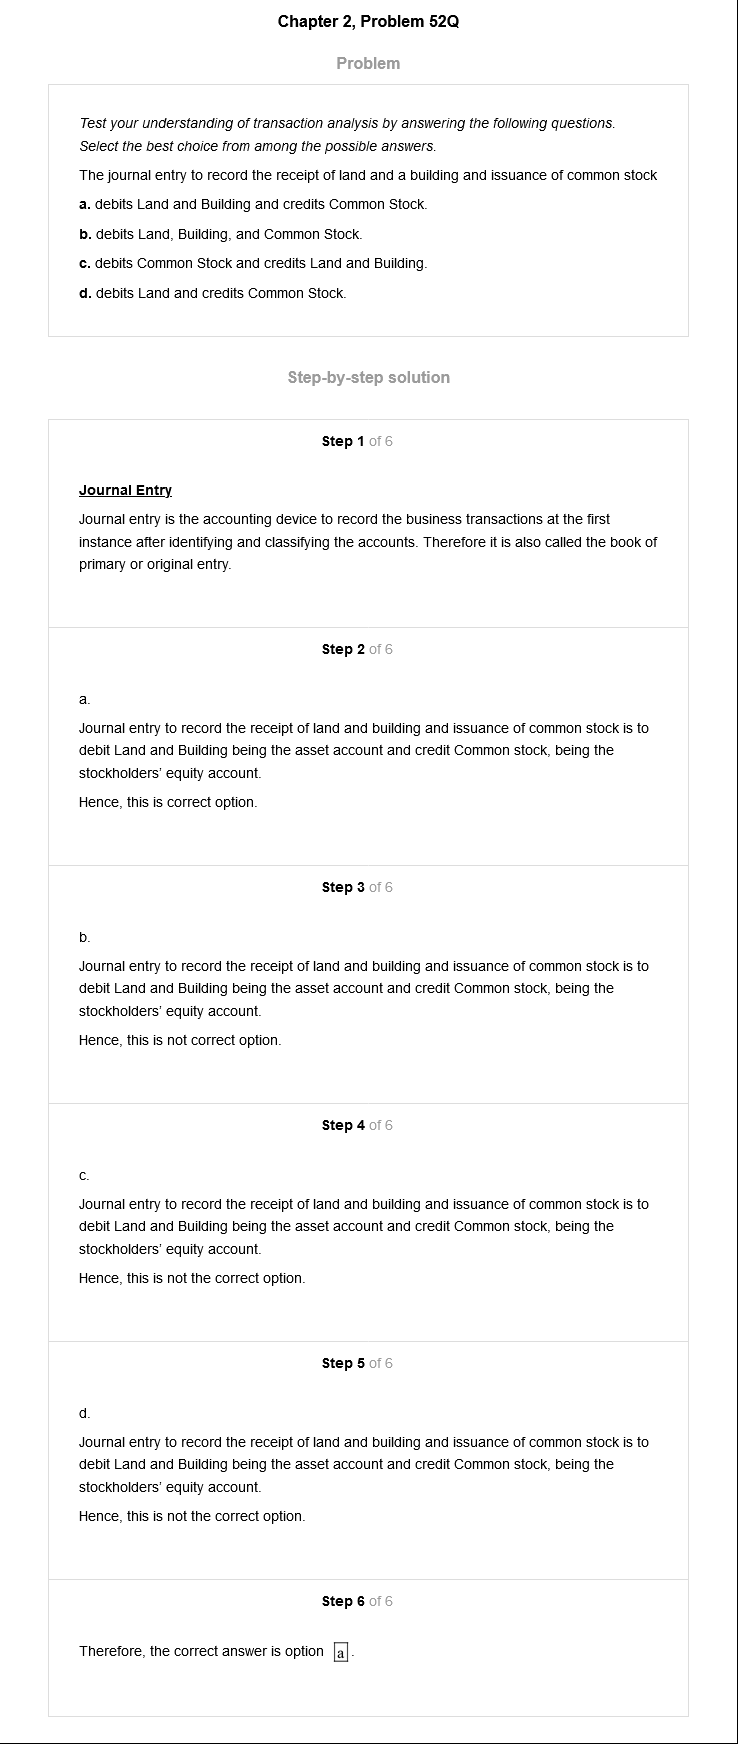 Chapter 2, Problem 52Q
Problem
Test your understanding of transaction analysis by answering the following questions.
Select the best choice from among the possible answers.
The journal entry to record the receipt of land and a building and issuance of common stock
a. debits Land and Building and credits Common Stock.
b. debits Land, Building, and Common Stock.
c. debits Common Stock and credits Land and Building.
d. debits Land and credits Common Stock.
Step-by-step solution
Step 1 of 6
Journal Entry
Journal entry is the accounting device to record the business transactions at the first
instance after identifying and classifying the accounts. Therefore it is also called the book of
primary or original entry.
Step 2 of 6
a.
Journal entry to record the receipt of land and building and issuance of common stock is to
debit Land and Building being the asset account and credit Common stock, being the
stockholders' equity account.
Hence, this is correct option.
Step 3 of 6
b.
Journal entry to record the receipt of land and building and issuance of common stock is to
debit Land and Building being the asset account and credit Common stock, being the
stockholders' equity account.
Hence, this is not correct option.
Step 4 of 6
c.
Journal entry to record the receipt of land and building and issuance of common stock is to
debit Land and Building being the asset account and credit Common stock, being the
stockholders' equity account.
Hence, this is not the correct option.
Step 5 of 6
d.
Journal entry to record the receipt of land and building and issuance of common stock is to
debit Land and Building being the asset account and credit Common stock, being the
stockholders' equity account.
Hence, this is not the correct option.
Step 6 of 6
Therefore, the correct answer is option a.